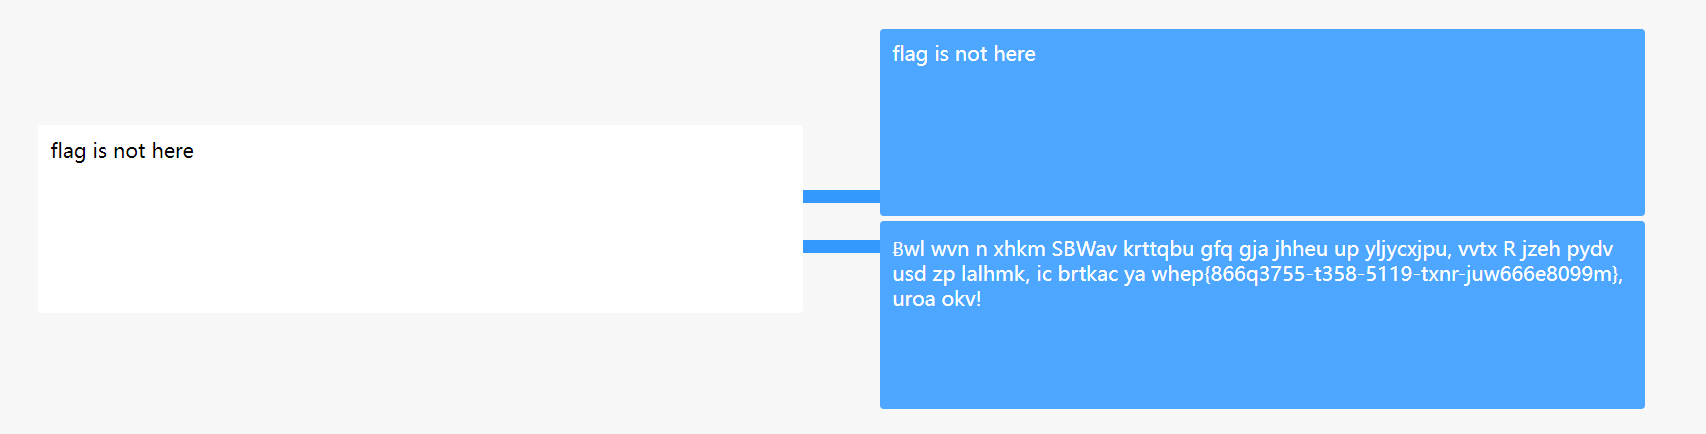 flag is not here
flag is not here
Bwl wvn n xhkm SBWav krttqbu gfq gja jhheu up yljycxjpu, vvtx R jzeh pydv
usd zp lalhmk, ic brtkac ya whep{866q3755-t358-5119-txnr-juw666e8099m},
uroa okv!